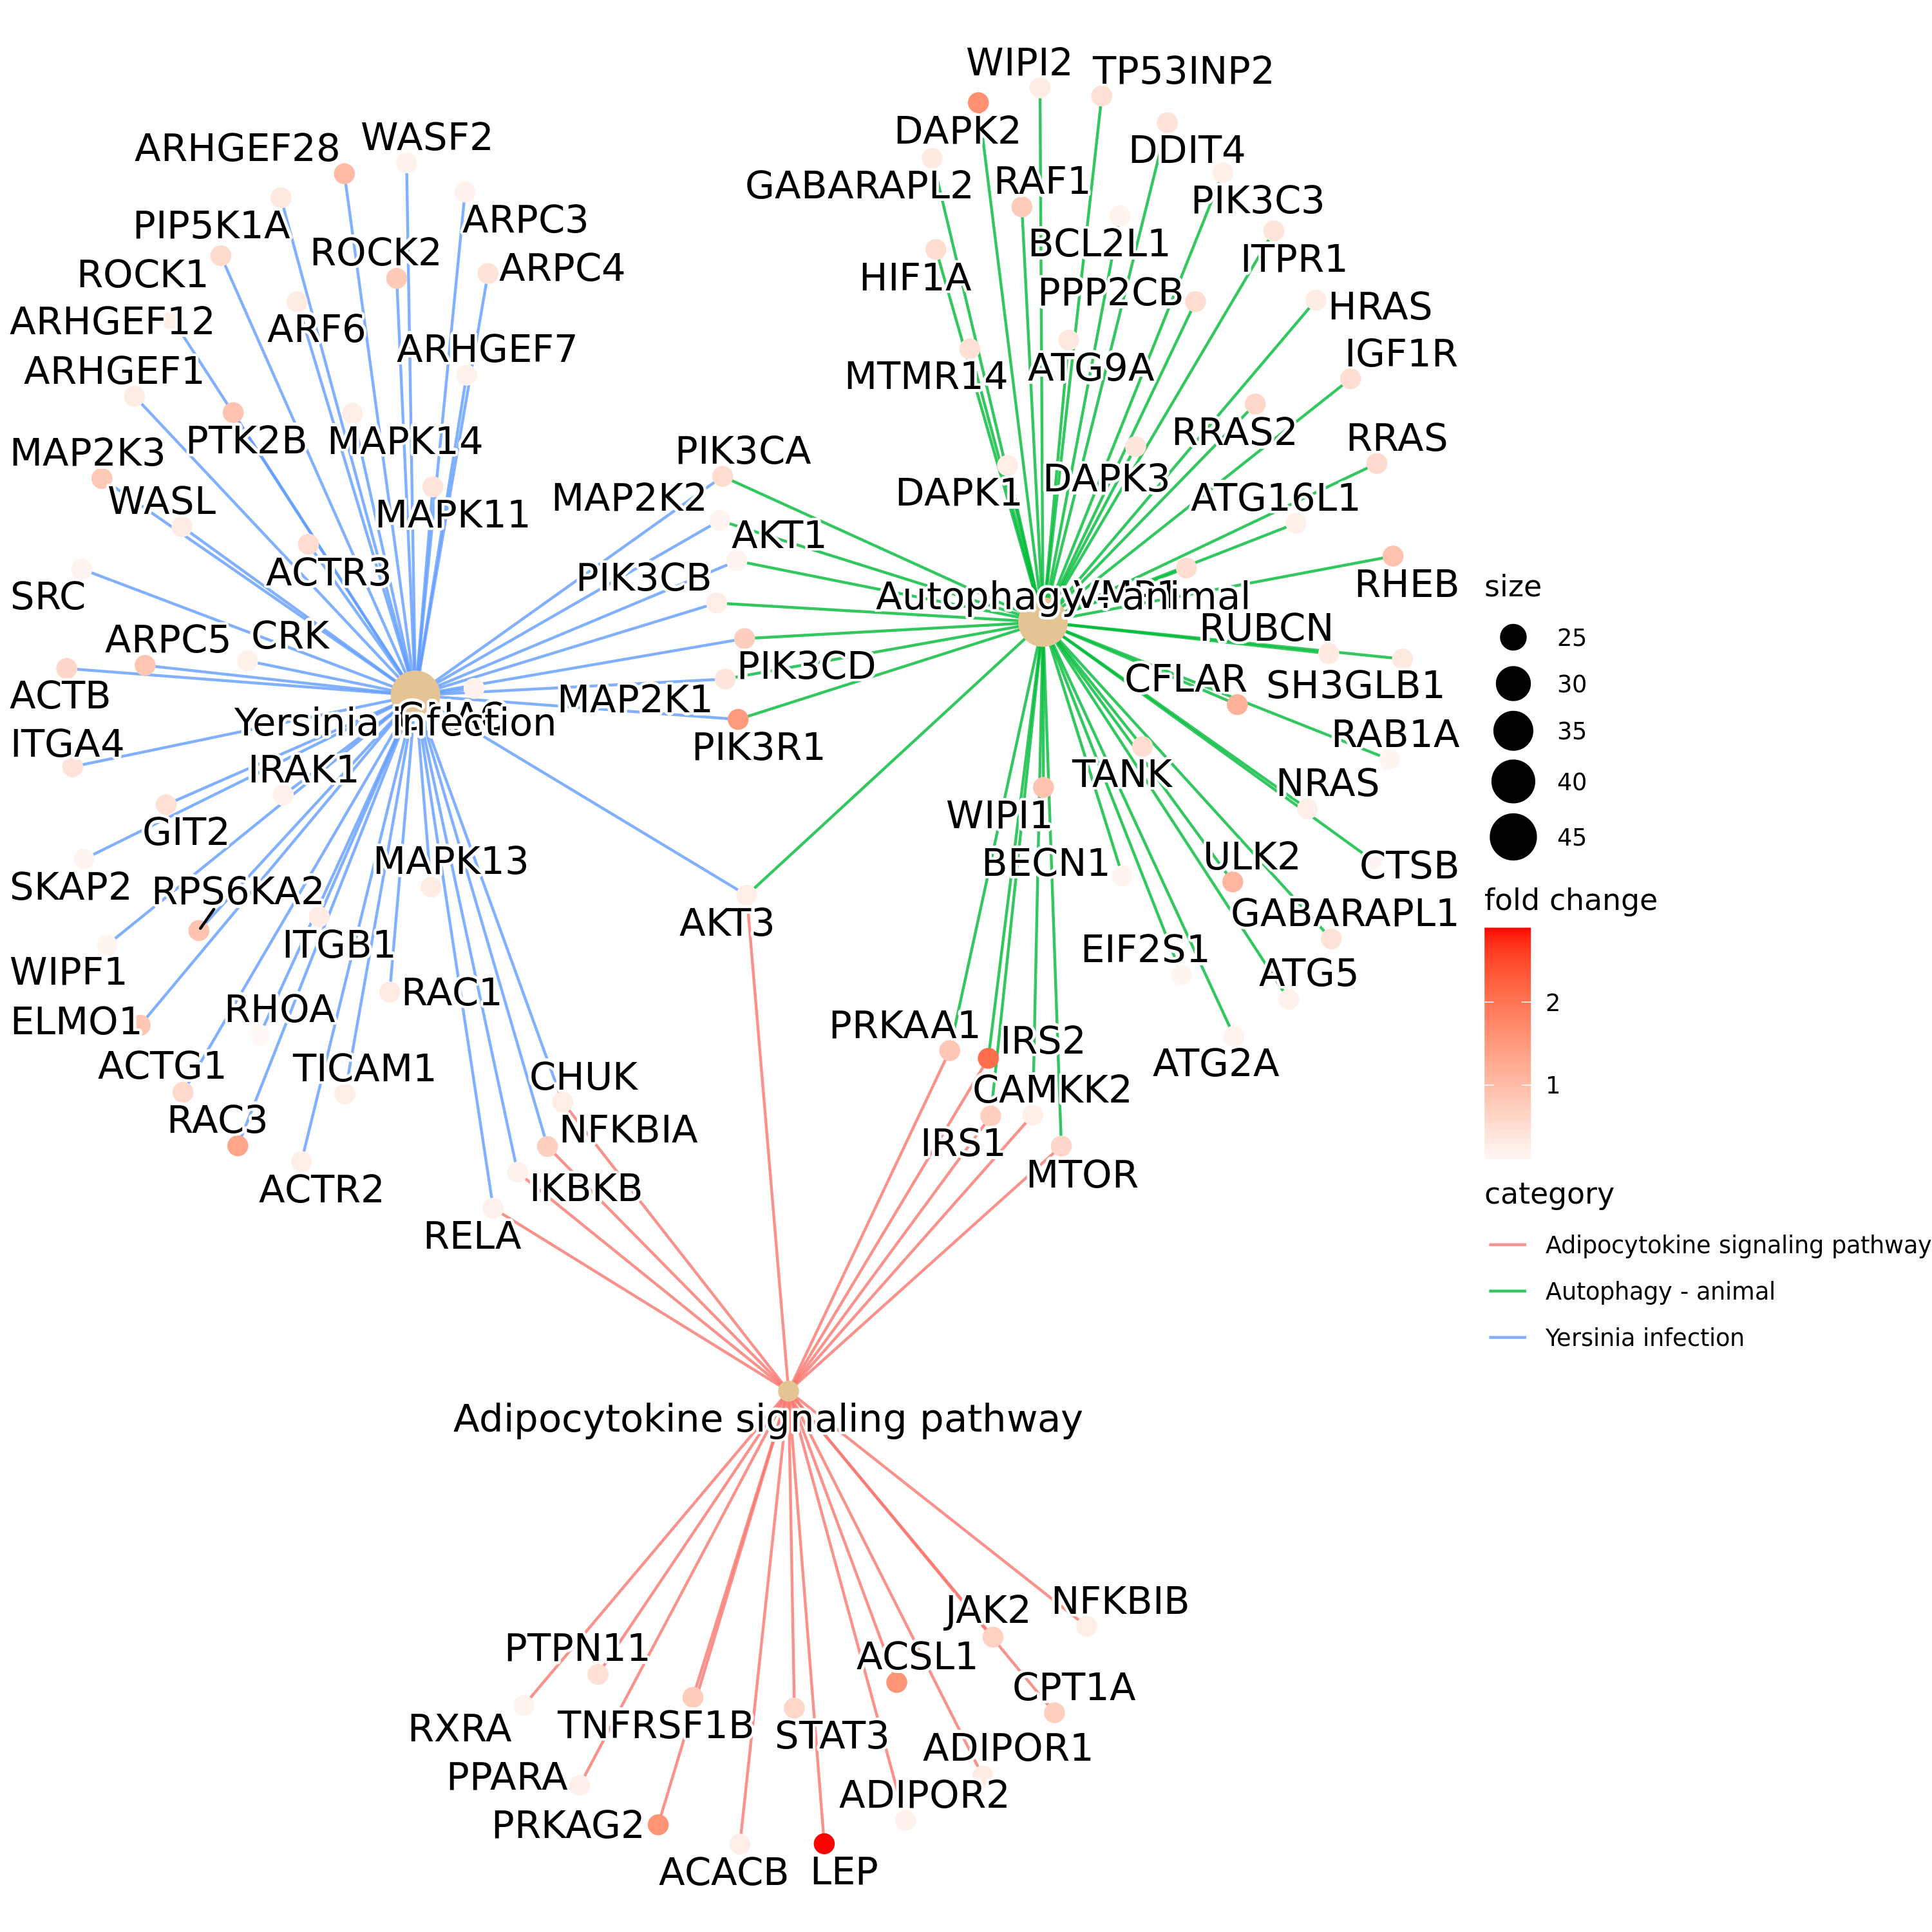 WIPI2
TP53INP2
DAPK2
ARHGEF28
WASF2
DDIT4
GABARAPL2
RAF1
PIK3C3
PIP5K1A
ARPC3
BCL2L1
ROCK2
ITPR1
ROCK1
ARPC4
HIF1A
PPP2CB
HRAS
ARHGEF12
ARF6
ARHGEF7
IGF1R
ARHGEF1
MTMR14
ATG9A
PTK2B
MAPK14
RRAS2
RRAS
MAP2K3
PIK3CA
WASL
MAP2K2
DAPK1
DAPK3
ATG16L1
MAPK11
AKT1
ACTR3
PIK3CB
RHEB
SRC
Autophagy - animal
VMP1
ARPC5
CRK
RUBCN
PIK3CD
CFLAR
SH3GLB1
ACTB
MAP2K1
Yersinia infection
ITGA4
PIK3R1
RAB1A
IRAK1
TANK
NRAS
GIT2
WIPI1
MAPK13
BECN1
ULK2
CTSB
SKAP2
RPS6KA2
AKT3
GABARAPL1
ITGB1
EIF2S1
ATG5
WIPF1
RAC1
ELMO1
RHOA
PRKAA1
IRS2
ACTG1
TICAM1
CHUK
ATG2A
CAMKK2
RAC3
NFKBIA
IRS1
ACTR2
IKBKB
MTOR
RELA
Adipocytokine signaling pathway
JAK2
NFKBIB
PTPN11
ACSL1
CPT1A
RXRA
TNFRSF1B
STAT3
ADIPOR1
PPARA
ADIPOR2
PRKAG2
ACACB
LEP
size
25
30
35
40
45
fold change
2
1
category
Adipocytokine signaling pathway
Autophagy - animal
Yersinia infection